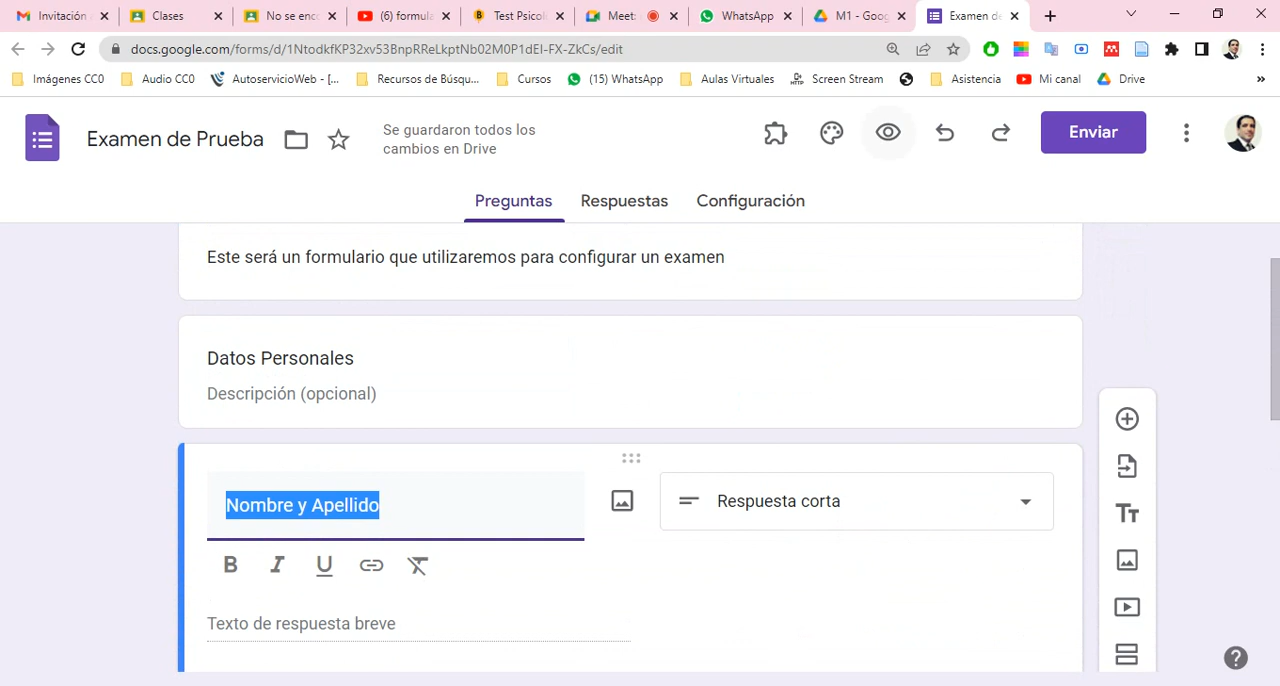 Invitación
Clases
No se enc
(6) formula
Test Psicol
Meet:
WhatsApp
M1 - Goog
Examen de
docs.google.com/forms/d/1NtodkfKP32xv53BnpRReLkptNb02M0P1dEI-FX-ZkCs/edit
Imágenes CC0
Audio CC0
AutoservicioWeb - [...
Recursos de Búsqu...
Cursos
(15) WhatsApp
Aulas Virtuales
Screen Stream
Asistencia
Mi canal
Drive
»
Examen de Prueba
Se guardaron todos los
cambios en Drive
Enviar
Preguntas
Respuestas
Configuración
Este será un formulario que utilizaremos para configurar un examen
Datos Personales
Descripción (opcional)
Nombre y Apellido
Respuesta corta
B I U
Texto de respuesta breve
Tт